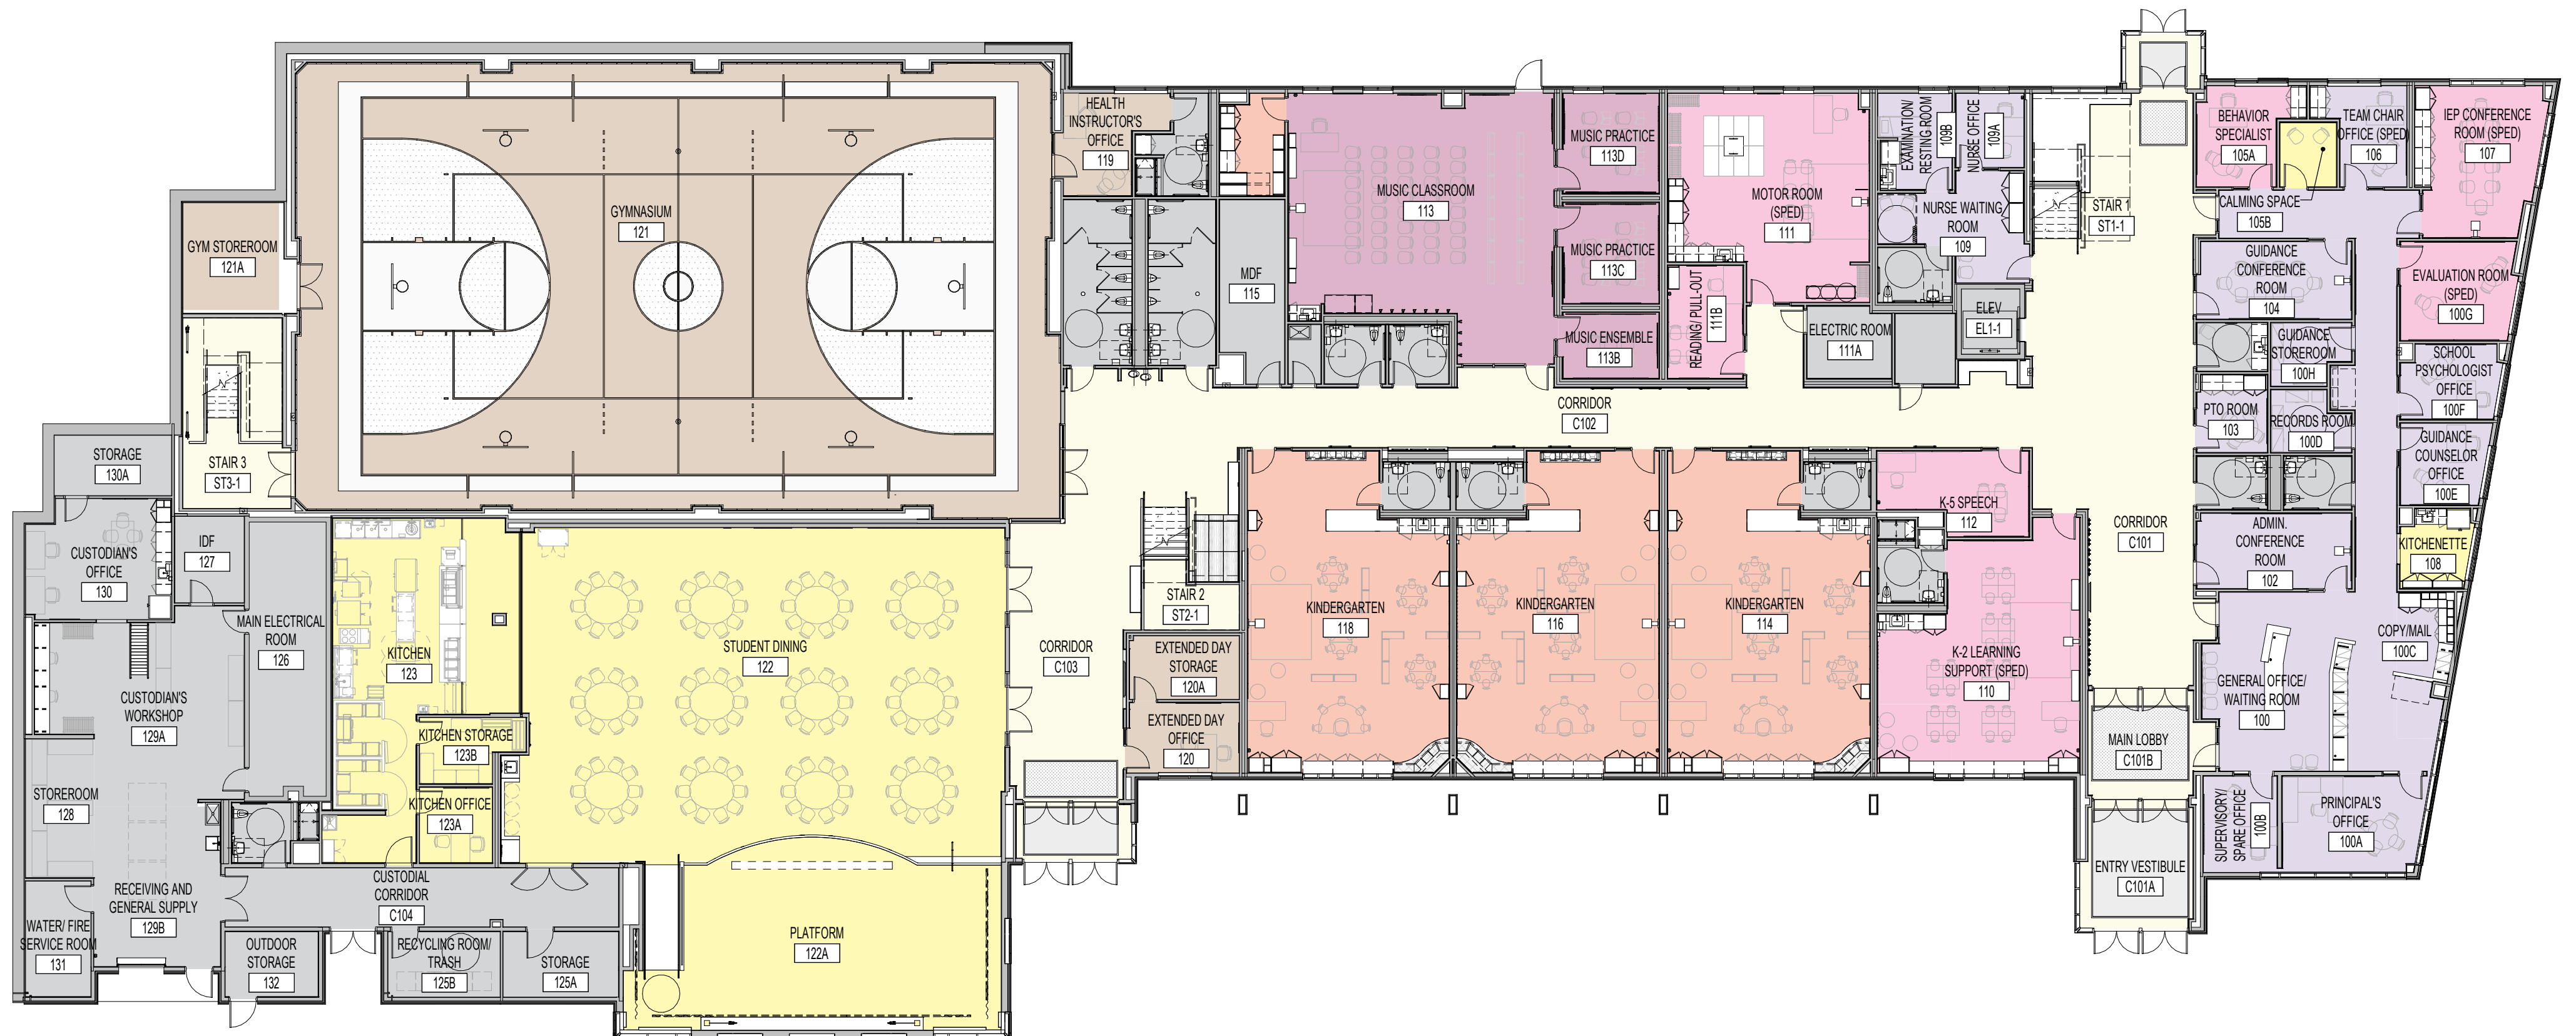 HEALTH
INSTRUCTOR'S
OFFICE
119
GYMNASIUM
121
GYM STOREROOM
121A
STAIR 3
ST3-1
STORAGE
130A
CUSTODIAN'S
OFFICE
130
IDF
127
MAIN ELECTRICAL
ROOM
126
CUSTODIAN'S
WORKSHOP
129A
STOREROOM
128
RECEIVING AND
GENERAL SUPPLY
129B
WATER/ FIRE
SERVICE ROOM
131
OUTDOOR
STORAGE
132
CUSTODIAL
CORRIDOR
C104
RECYCLING ROOM/
TRASH
125B
STORAGE
125A
KITCHEN
123
KITCHEN STORAGE
123B
KITCHEN OFFICE
123A
STUDENT DINING
122
PLATFORM
122A
CORRIDOR
C103
STAIR 2
ST2-1
EXTENDED DAY
STORAGE
120A
EXTENDED DAY
OFFICE
120
MDF
115
MUSIC CLASSROOM
113
MUSIC PRACTICE
113D
MUSIC PRACTICE
113C
MUSIC ENSEMBLE
113B
MOTOR ROOM
(SPED)
111
READING/ PULL-OUT
111B
ELECTRIC ROOM
111A
EXAMINATION/
RESTING ROOM
109B
NURSE OFFICE
109A
NURSE WAITING
ROOM
109
ELEV
EL1-1
STAIR 1
ST1-1
CORRIDOR
C102
KINDERGARTEN
118
KINDERGARTEN
116
KINDERGARTEN
114
K-5 SPEECH
112
K-2 LEARNING
SUPPORT (SPED)
110
CORRIDOR
C101
MAIN LOBBY
C101B
ENTRY VESTIBULE
C101A
BEHAVIOR
SPECIALIST
105A
TEAM CHAIR
OFFICE (SPED)
106
IEP CONFERENCE
ROOM (SPED)
107
CALMING SPACE
105B
GUIDANCE
CONFERENCE
ROOM
104
EVALUATION ROOM
(SPED)
100G
GUIDANCE
STOREROOM
100H
SCHOOL
PSYCHOLOGIST
OFFICE
100F
PTO ROOM
103
RECORDS ROOM
100D
GUIDANCE
COUNSELOR
OFFICE
100E
ADMIN.
CONFERENCE
ROOM
102
KITCHENETTE
108
COPY/MAIL
100C
GENERAL OFFICE/
WAITING ROOM
100
SUPERVISORY/
SPARE OFFICE
100B
PRINCIPAL'S
OFFICE
100A